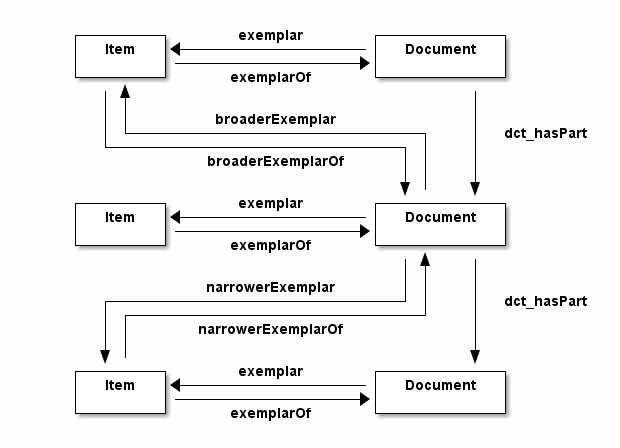 exemplar
Item
Document
exemplarOf
broaderExemplar
dct_hasPart
broaderExemplarOf
exemplar
Item
Document
exemplarOf
narrowerExemplar
dct_hasPart
narrowerExemplarOf
exemplar
Item
Document
exemplarOf